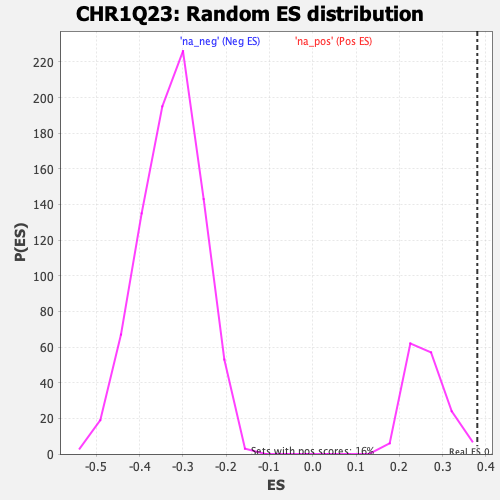 CHR1Q23: Random ES distribution
'na_neg' (Neg ES) 'na_pos' (Pos ES)
P(ES)
220
200
180
160
140
120
100
80
60
40
20
0
Sets with pos scores: 16%
Real ES 0
-0.5 -0.4 -0.3 -0.2 -0.1 0.0 0.1 0.2 0.3 0.4
ES